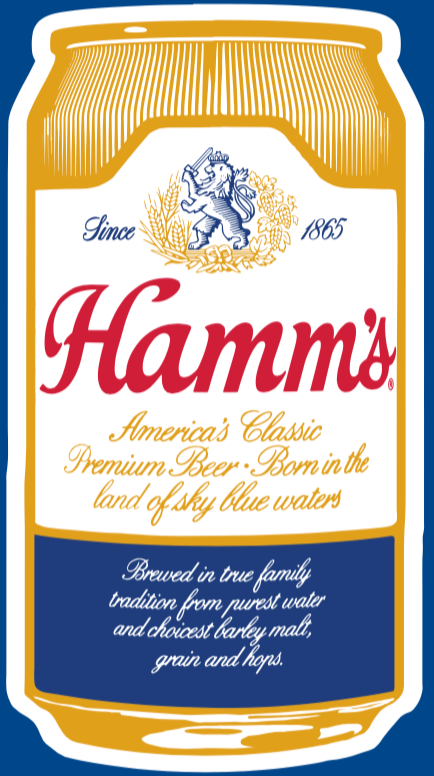 Since 1865
Hamm's®
America's Classic
Premium Beer · Born in the
land of sky blue waters
Brewed in true family
tradition from purest water
and choicest barley malt,
grain and hops.